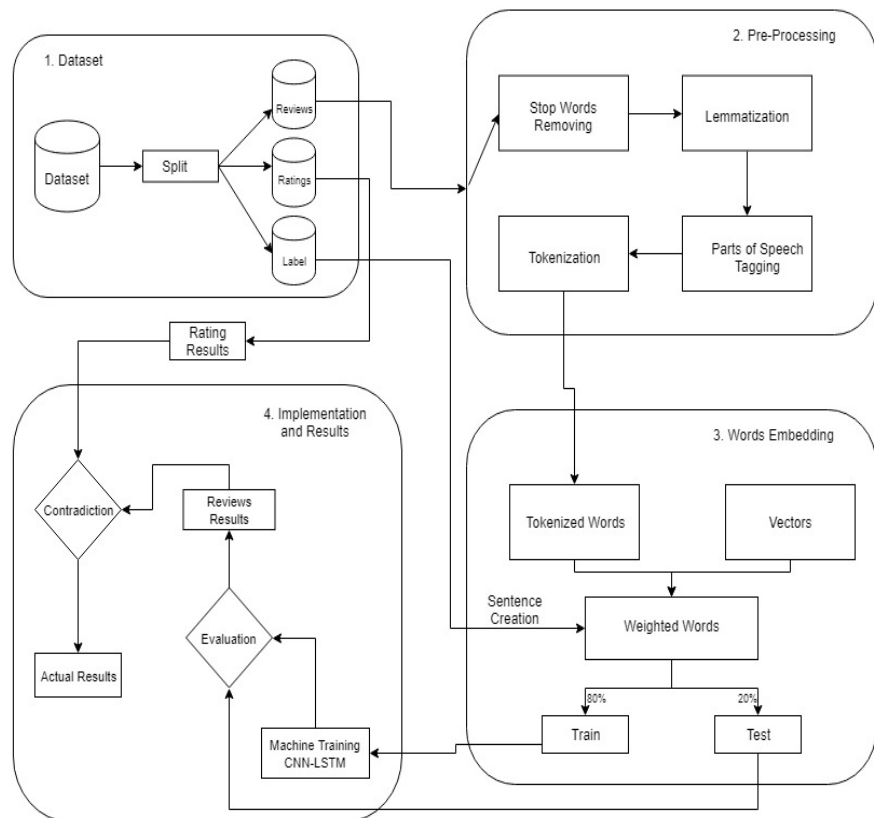 1. Dataset
Reviews
Dataset
Split
Ratings
Label
2. Pre-Processing
Stop Words
Removing
Lemmatization
Tokenization
Parts of Speech
Tagging
Rating
Results
4. Implementation
and Results
Contradiction
Reviews
Results
Evaluation
Actual Results
Machine Training
CNN-LSTM
3. Words Embedding
Tokenized Words
Vectors
Sentence
Creation
Weighted Words
80%
20%
Train
Test